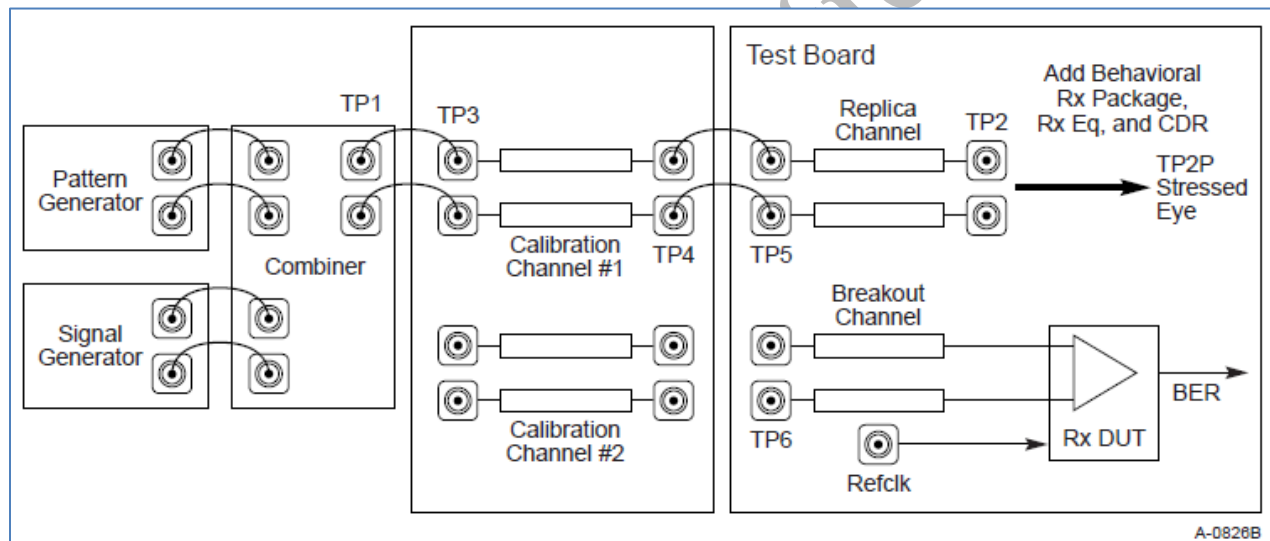 Test Board
Add Behavioral
Rx Package,
Rx Eq, and CDR
TP1
TP3
Replica
Channel
TP2
Pattern
Generator
TP2P
Stressed
Eye
Calibration
Channel #1
TP4
TP5
Combiner
Signal
Generator
Breakout
Channel
BER
Calibration
Channel #2
TP6
Rx DUT
Refclk
A-0826B